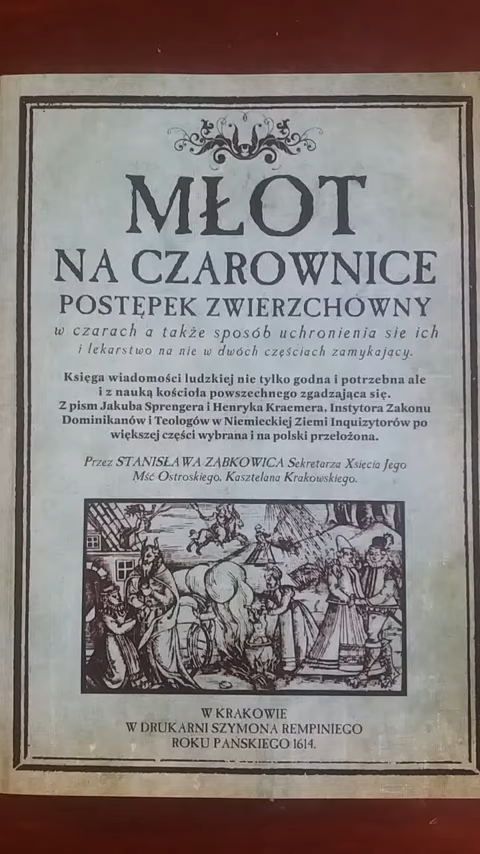 MŁOT
NA CZAROWNICE
POSTĘPEK ZWIERZCHOWNY
w czarach a także sposób uchronienia sie ich
i lekarstwo na nie w dwóch częściach zamykający.
Księga wiadomości ludzkiej nie tylko godna i potrzebna ale
i z nauką kościoła powszechnego zgadzająca się.
Z pism Jakuba Sprengera i Henryka Kraemera, Instytora Zakonu
Dominikanów i Teologów w Niemieckiej Ziemi Inquizytorów po
większej części wybrana i na polski przełożona.
Przez STANISŁAWA ZĄBKOWICA Sekretarza Xsięcia Jego
Mść Ostroskiego, Kasztelana Krakowskiego.
W KRAKOWIE
W DRUKARNI SZYMONA REMPINIEGO
ROKU PAŃSKIEGO 1614.